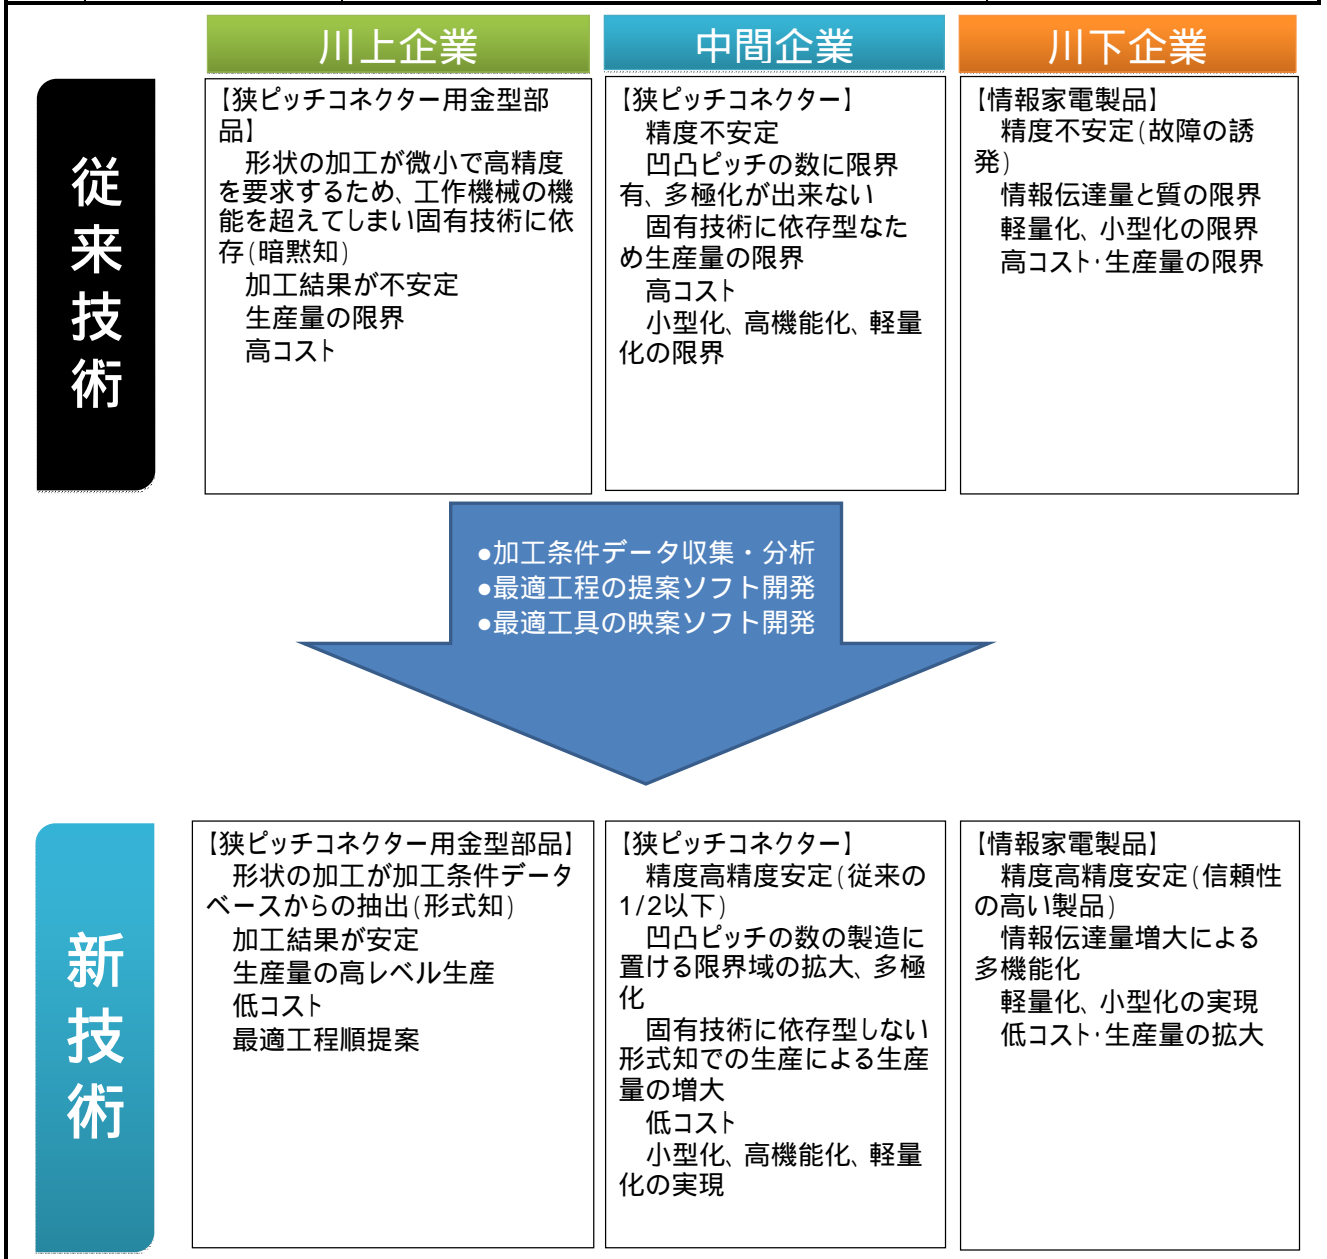 川上企業
中間企業
川下企業
従来技術
【狭ピッチコネクター用金型部
品】
形状の加工が微小で高精度
を要求するため、工作機械の機
能を超えてしまい固有技術に依
存(暗黙知)
加工結果が不安定
生産量の限界
高コスト
【狭ピッチコネクター】
精度不安定
凹凸ピッチの数に限界
有、多極化が出来ない
固有技術に依存型なた
め生産量の限界
高コスト
小型化、高機能化、軽量
化の限界
【情報家電製品】
精度不安定(故障の誘
発)
情報伝達量と質の限界
軽量化、小型化の限界
高コスト・生産量の限界
●加工条件データ収集・分析
●最適工程の提案ソフト開発
●最適工具の映案ソフト開発
新技術
【狭ピッチコネクター用金型部品】
形状の加工が加工条件データ
ベースからの抽出(形式知)
加工結果が安定
生産量の高レベル生産
低コスト
最適工程順提案
【狭ピッチコネクター】
精度高精度安定(従来の
1/2以下)
凹凸ピッチの数の製造に
置ける限界域の拡大、多極
化
固有技術に依存型しない
形式知での生産による生産
量の増大
低コスト
小型化、高機能化、軽量
化の実現
【情報家電製品】
精度高精度安定(信頼性
の高い製品)
情報伝達量増大による
多機能化
軽量化、小型化の実現
低コスト・生産量の拡大